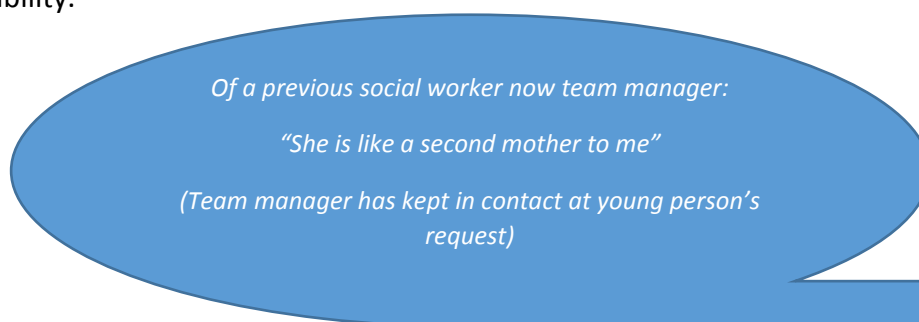 Of a previous social worker now team manager:
“She is like a second mother to me”
(Team manager has kept in contact at young person’s
request)